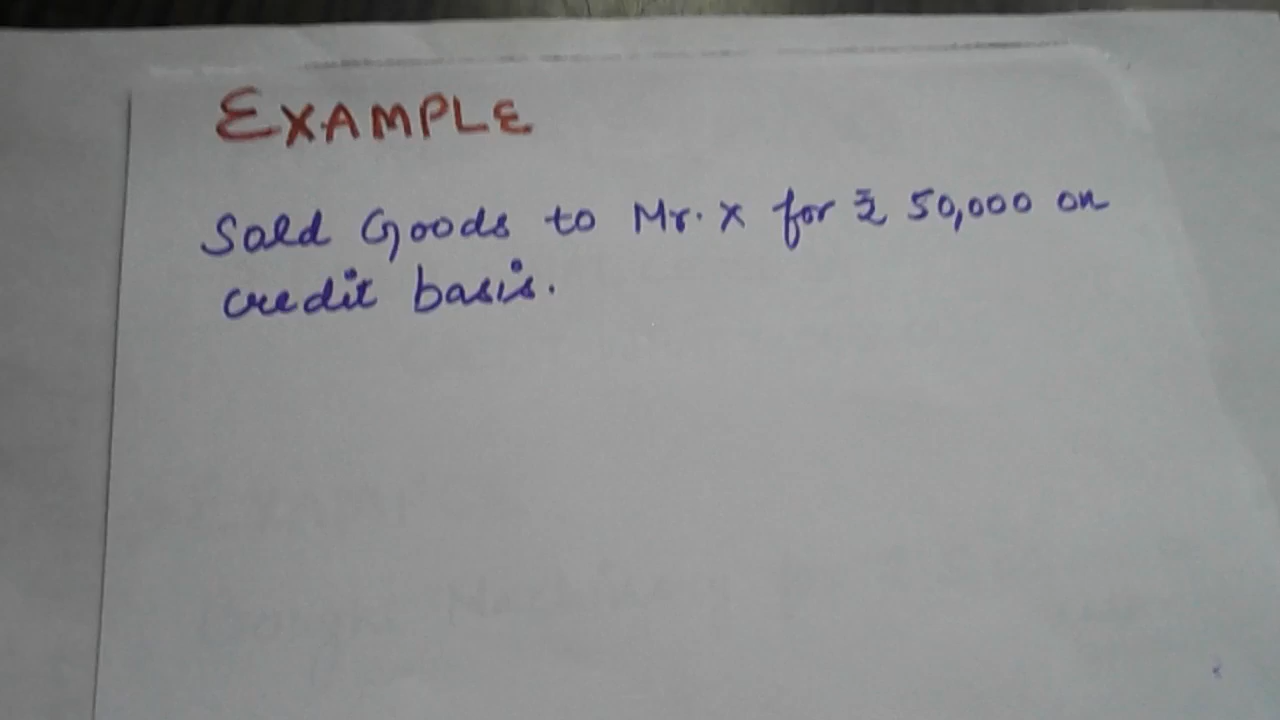 EXAMPLE
Sold Goods to Mr. X for ₹ 50,000 on
credit basis.